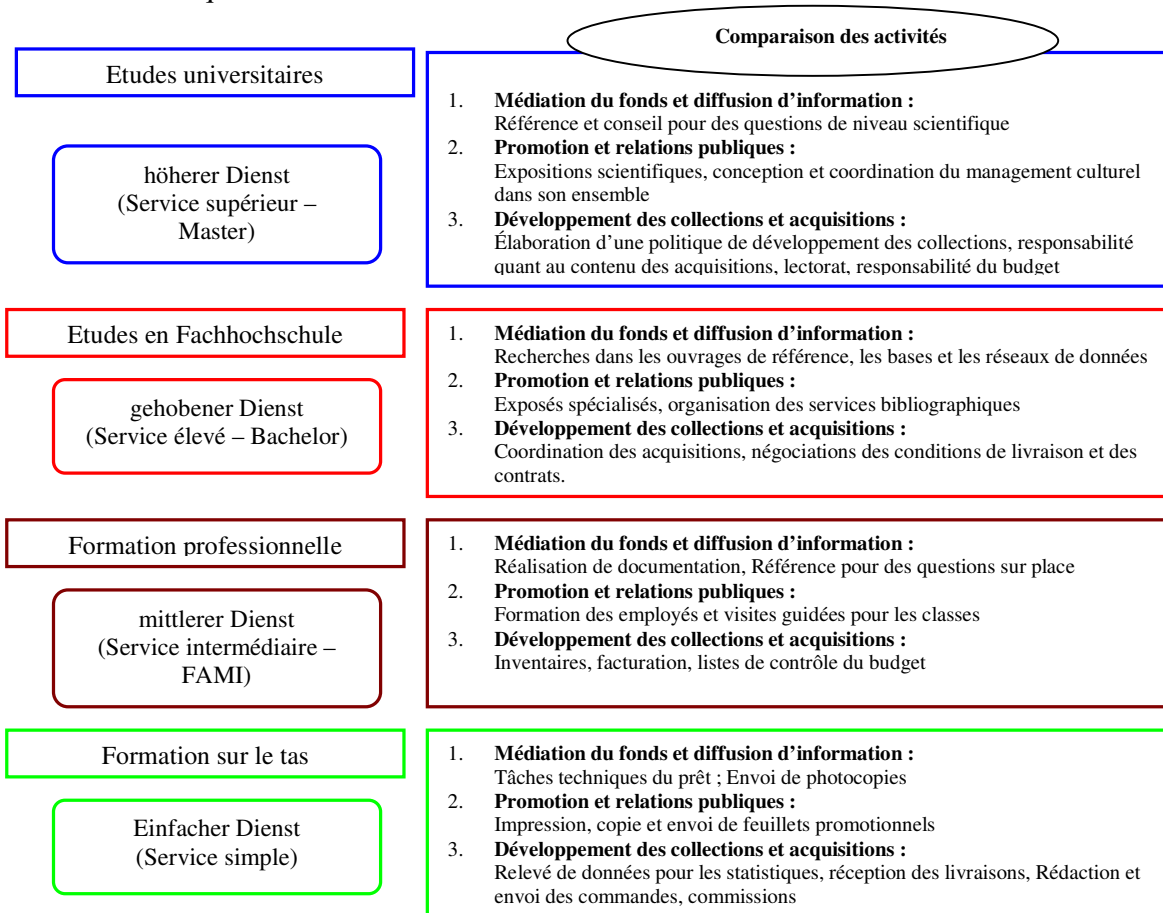 Comparaison des activités
Etudes universitaires
höherer Dienst
(Service supérieur –
Master)
1. Médiation du fonds et diffusion d'information :
Référence et conseil pour des questions de niveau scientifique
2. Promotion et relations publiques :
Expositions scientifiques, conception et coordination du management culturel
dans son ensemble
3. Développement des collections et acquisitions :
Élaboration d'une politique de développement des collections, responsabilité
quant au contenu des acquisitions, lectorat, responsabilité du budget
Etudes en Fachhochschule
gehobener Dienst
(Service élevé – Bachelor)
1. Médiation du fonds et diffusion d'information :
Recherches dans les ouvrages de référence, les bases et les réseaux de données
2. Promotion et relations publiques :
Exposés spécialisés, organisation des services bibliographiques
3. Développement des collections et acquisitions :
Coordination des acquisitions, négociations des conditions de livraison et des
contrats.
Formation professionnelle
mittlerer Dienst
(Service intermédiaire –
FAMI)
1. Médiation du fonds et diffusion d'information :
Réalisation de documentation, Référence pour des questions sur place
2. Promotion et relations publiques :
Formation des employés et visites guidées pour les classes
3. Développement des collections et acquisitions :
Inventaires, facturation, listes de contrôle du budget
Formation sur le tas
Einfacher Dienst
(Service simple)
1. Médiation du fonds et diffusion d'information :
Tâches techniques du prêt ; Envoi de photocopies
2. Promotion et relations publiques :
Impression, copie et envoi de feuillets promotionnels
3. Développement des collections et acquisitions :
Relevé de données pour les statistiques, réception des livraisons, Rédaction et
envoi des commandes, commissions